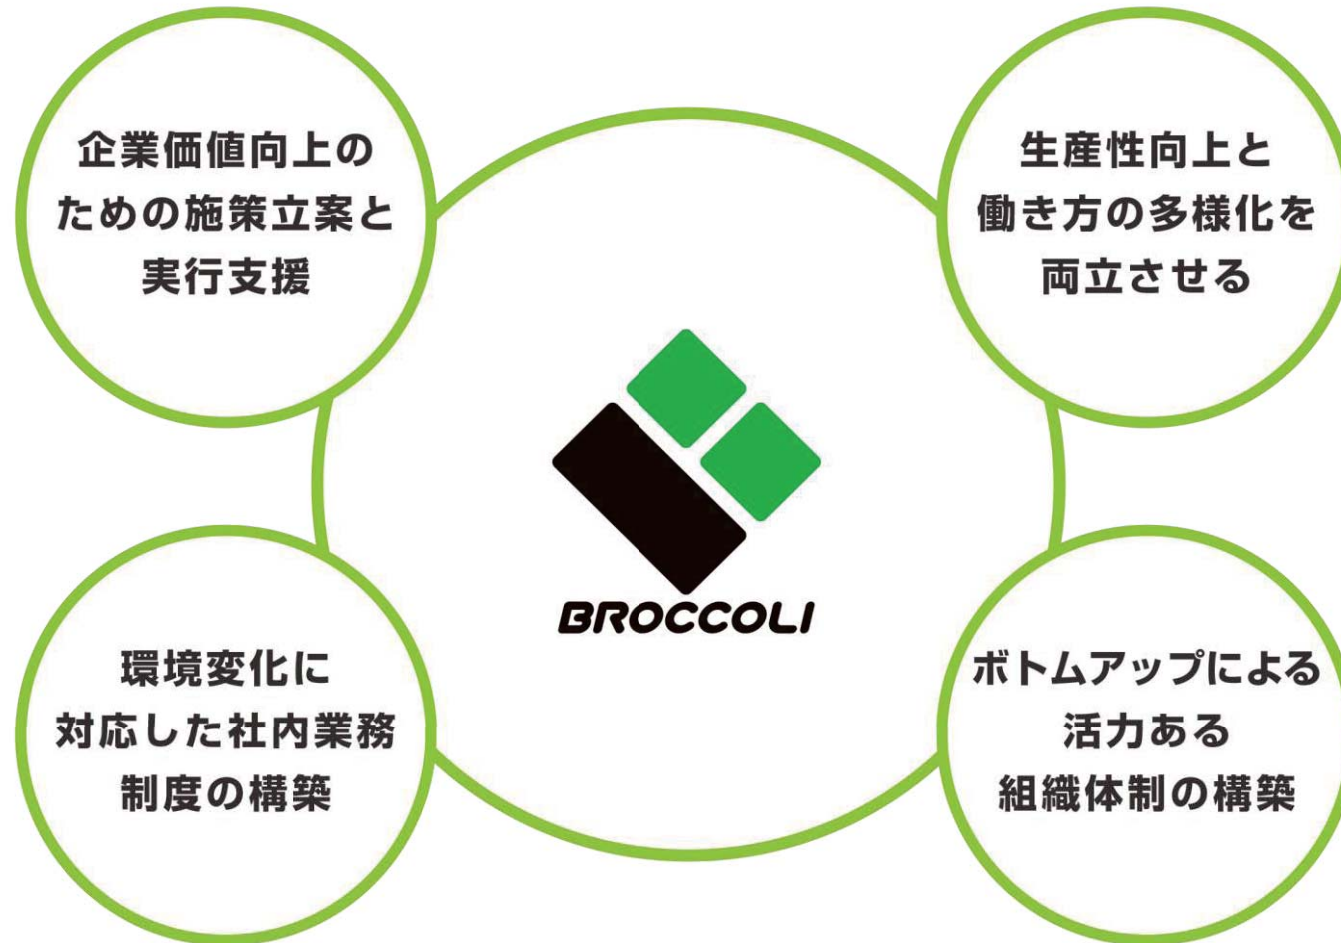 企業価値向上の
ための施策立案と
実行支援
生産性向上と
働き方の多様化を
両立させる
BROCCOLI
環境変化に
対応した社内業務
制度の構築
ボトムアップによる
活力ある
組織体制の構築